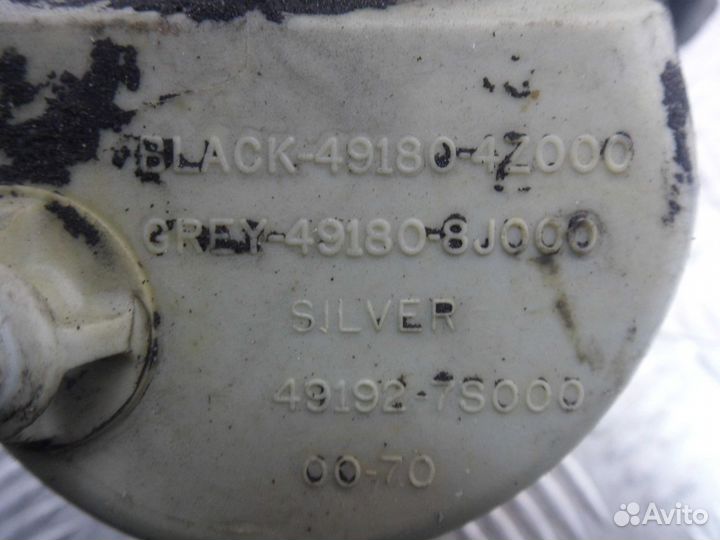 BLACK-49180-4Z000
GREY-49180-8J000
SILVER
49192-7S000
00-70
Avito